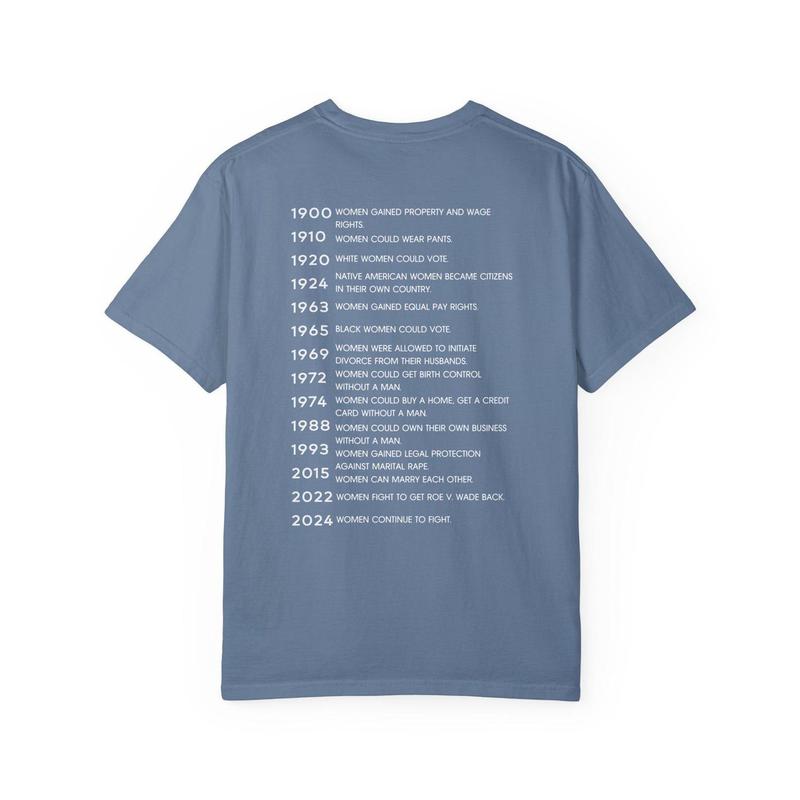 1900 WOMEN GAINED PROPERTY AND WAGE
RIGHTS.
1910 WOMEN COULD WEAR PANTS.
1920 WHITE WOMEN COULD VOTE.
1924 NATIVE AMERICAN WOMEN BECAME CITIZENS
IN THEIR OWN COUNTRY.
1963 WOMEN GAINED EQUAL PAY RIGHTS.
1965 BLACK WOMEN COULD VOTE.
1969 WOMEN WERE ALLOWED TO INITIATE
DIVORCE FROM THEIR HUSBANDS.
1972 WOMEN COULD GET BIRTH CONTROL
WITHOUT A MAN.
1974 WOMEN COULD BUY A HOME, GET A CREDIT
CARD WITHOUT A MAN.
1988 WOMEN COULD OWN THEIR OWN BUSINESS
WITHOUT A MAN.
1993 WOMEN GAINED LEGAL PROTECTION
AGAINST MARITAL RAPE.
2015 WOMEN CAN MARRY EACH OTHER.
2022 WOMEN FIGHT TO GET ROE V. WADE BACK.
2024 WOMEN CONTINUE TO FIGHT.